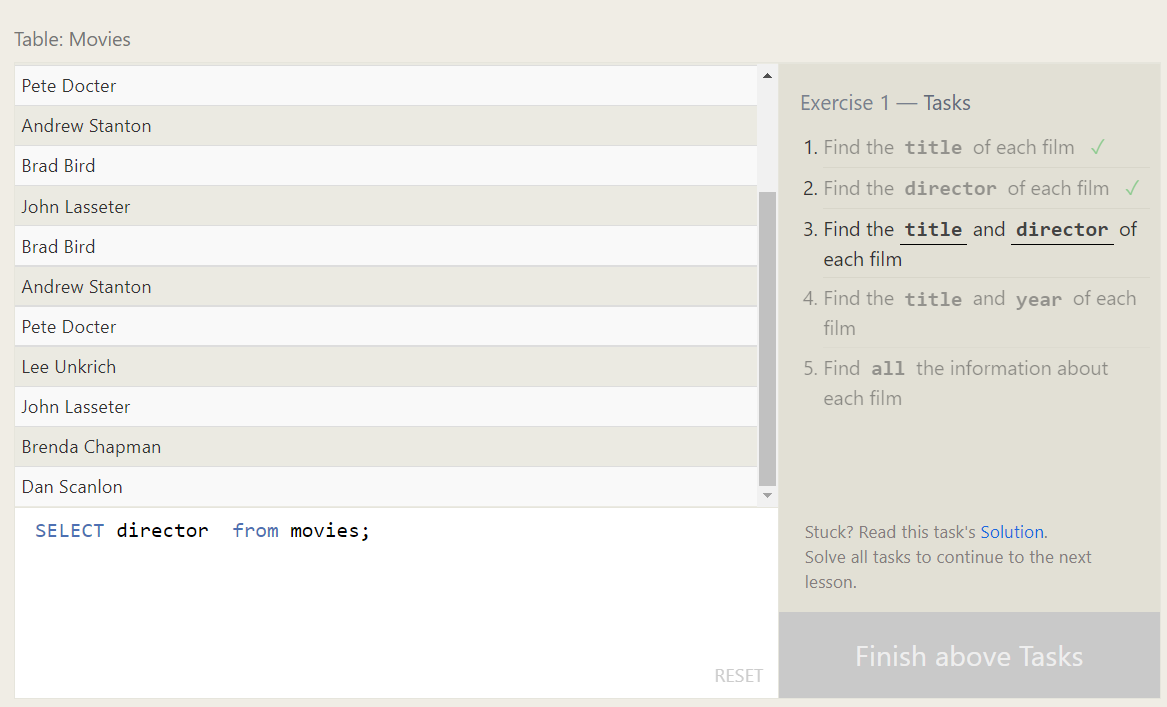 Table: Movies
Pete Docter
Andrew Stanton
Brad Bird
John Lasseter
Brad Bird
Andrew Stanton
Pete Docter
Lee Unkrich
John Lasseter
Brenda Chapman
Dan Scanlon
SELECT director  from movies;
RESET
Exercise 1 — Tasks
1. Find the title of each film ✓
2. Find the director of each film ✓
3. Find the title and director of
each film
4. Find the title and year of each
film
5. Find all the information about
each film
Stuck? Read this task's Solution.
Solve all tasks to continue to the next
lesson.
Finish above Tasks